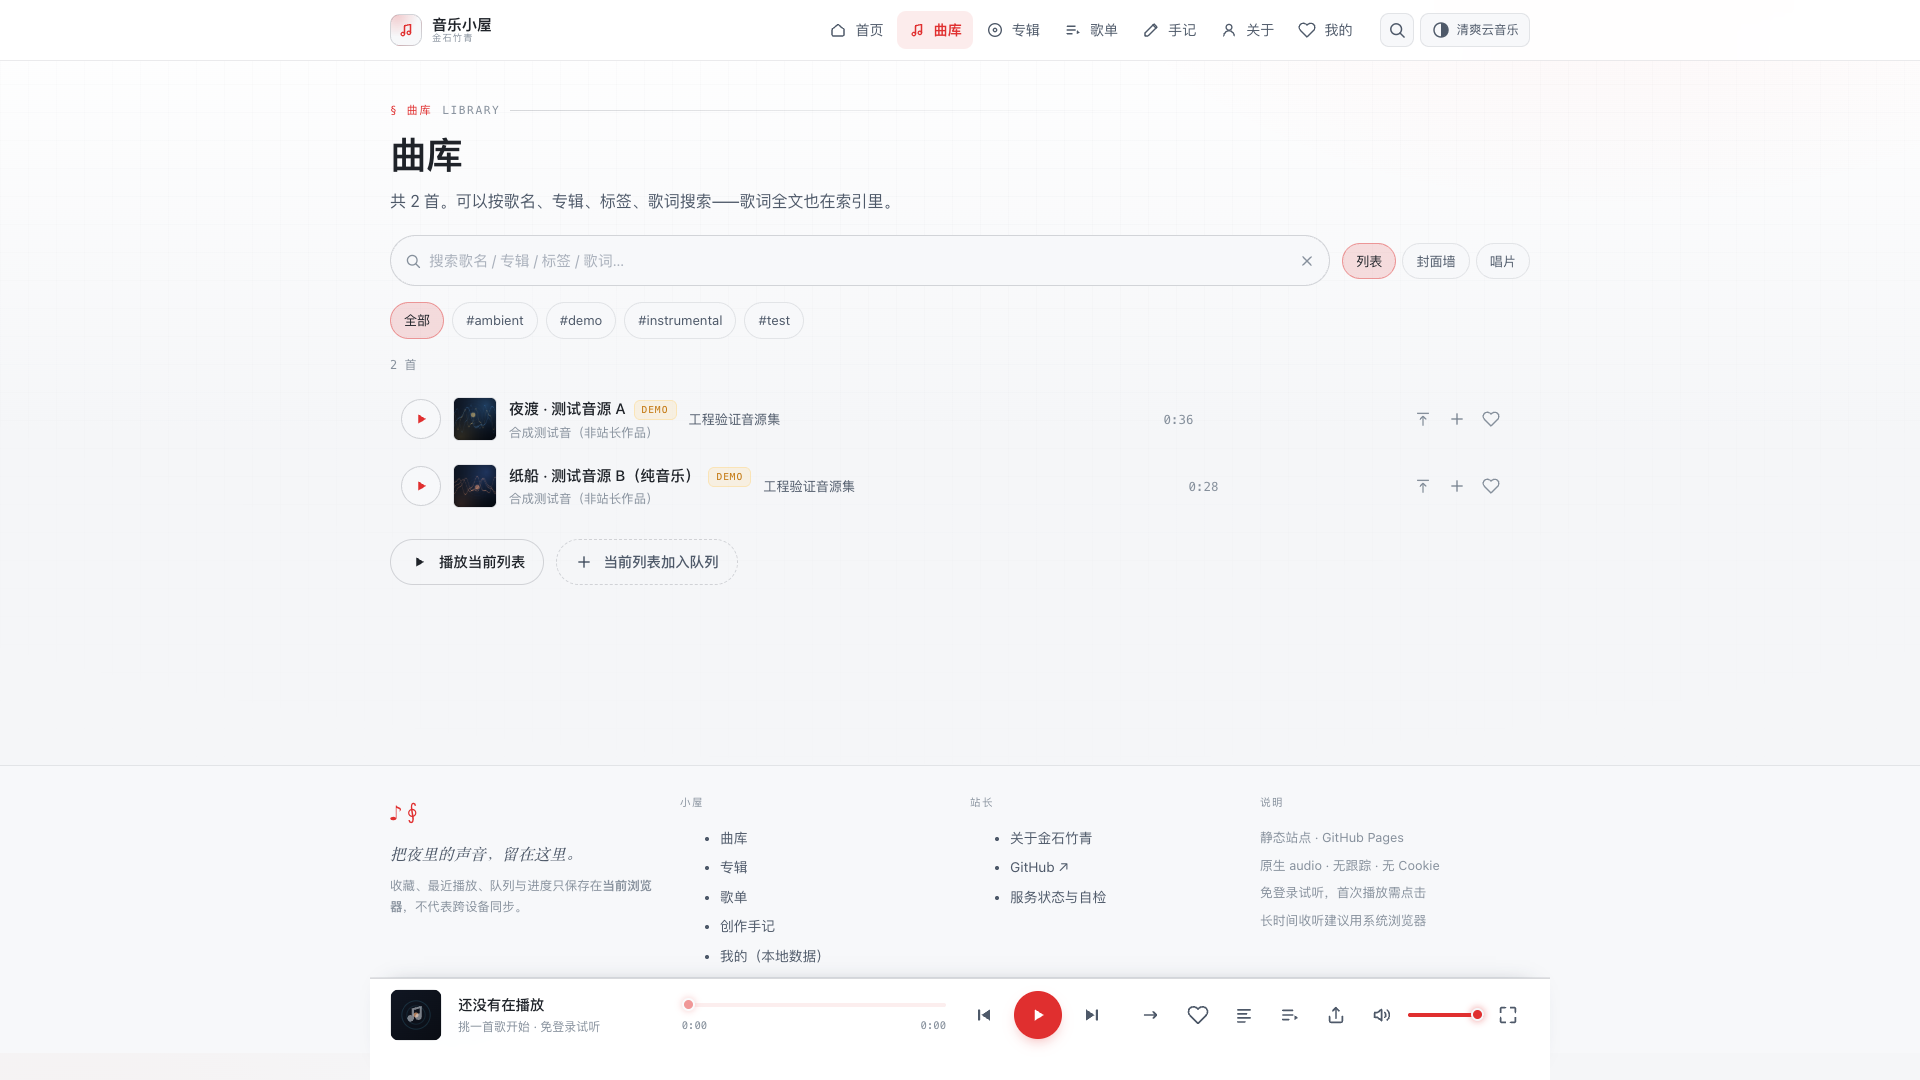 音乐小屋
金石竹青
首页
曲库
专辑
歌单
手记
关于
我的
清爽云音乐
§ 曲库 LIBRARY
曲库
共 2 首。可以按歌名、专辑、标签、歌词搜索——歌词全文也在索引里。
搜索歌名 / 专辑 / 标签 / 歌词...
列表
封面墙
唱片
全部
#ambient
#demo
#instrumental
#test
2 首
夜渡 · 测试音源 A DEMO
合成测试音（非站长作品）
工程验证音源集
0:36
纸船 · 测试音源 B（纯音乐） DEMO
合成测试音（非站长作品）
工程验证音源集
0:28
播放当前列表
当前列表加入队列
把夜里的声音，留在这里。
收藏、最近播放、队列与进度只保存在当前浏览
器，不代表跨设备同步。
小屋
曲库
专辑
歌单
创作手记
我的（本地数据）
站长
关于金石竹青
GitHub ↗
服务状态与自检
说明
静态站点 · GitHub Pages
原生 audio · 无跟踪 · 无 Cookie
免登录试听，首次播放需点击
长时间收听建议用系统浏览器
还没有在播放
挑一首歌开始 · 免登录试听
0:00
0:00